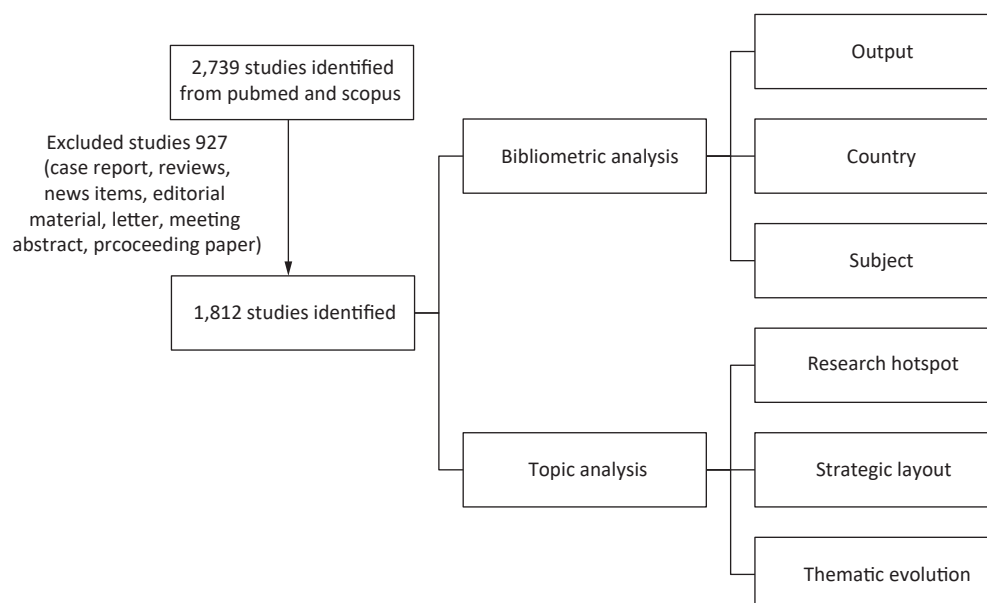 2,739 studies identified
from pubmed and scopus
Excluded studies 927
(case report, reviews,
news items, editorial
material, letter, meeting
abstract, prcoceeding paper)
1,812 studies identified
Bibliometric analysis
Output
Country
Subject
Topic analysis
Research hotspot
Strategic layout
Thematic evolution